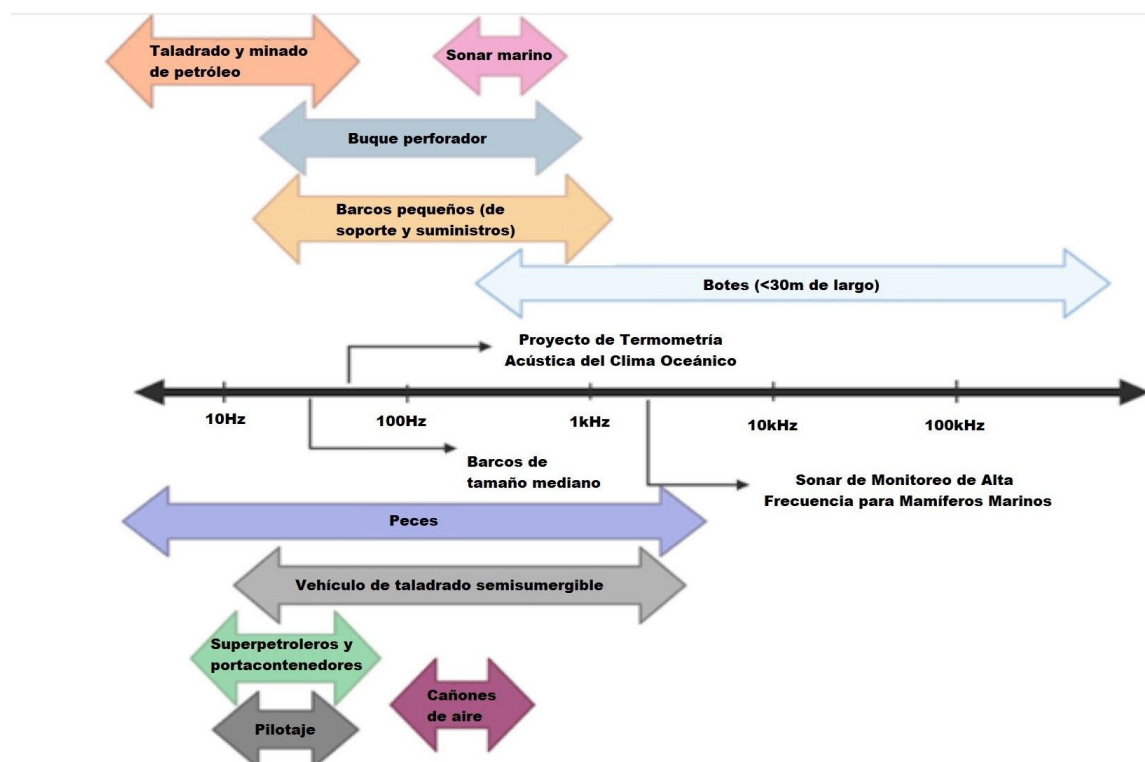 Taladrado y minado
de petróleo
Sonar marino
Buque perforador
Barcos pequeños (de
soporte y suministros)
Botes (<30m de largo)
Proyecto de Termometría
Acústica del Clima Oceánico
10Hz
100Hz
1kHz
10kHz
100kHz
Barcos de
tamaño mediano
Sonar de Monitoreo de Alta
Frecuencia para Mamíferos Marinos
Peces
Vehículo de taladrado semisumergible
Superpetroleros y
portacontenedores
Cañones
de aire
Pilotaje